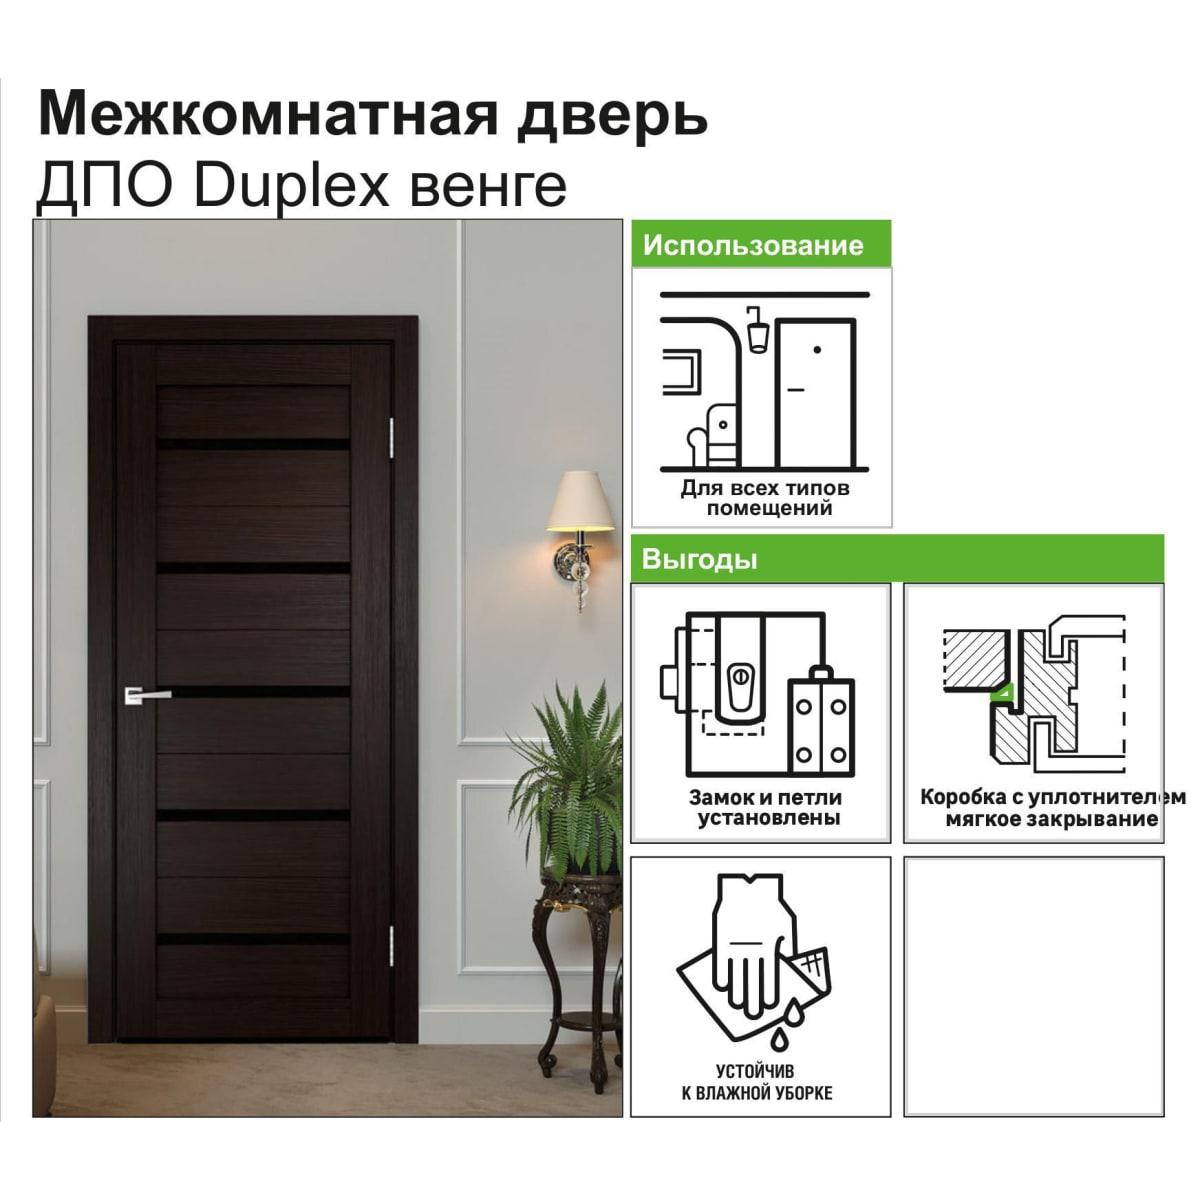 Межкомнатная дверь
ДПО Duplex венге
Использование
Для всех типов
помещений
Выгоды
Замок и петли
установлены
Коробка с уплотнителем
мягкое закрывание
УСТОЙЧИВ
К ВЛАЖНОЙ УБОРКЕ